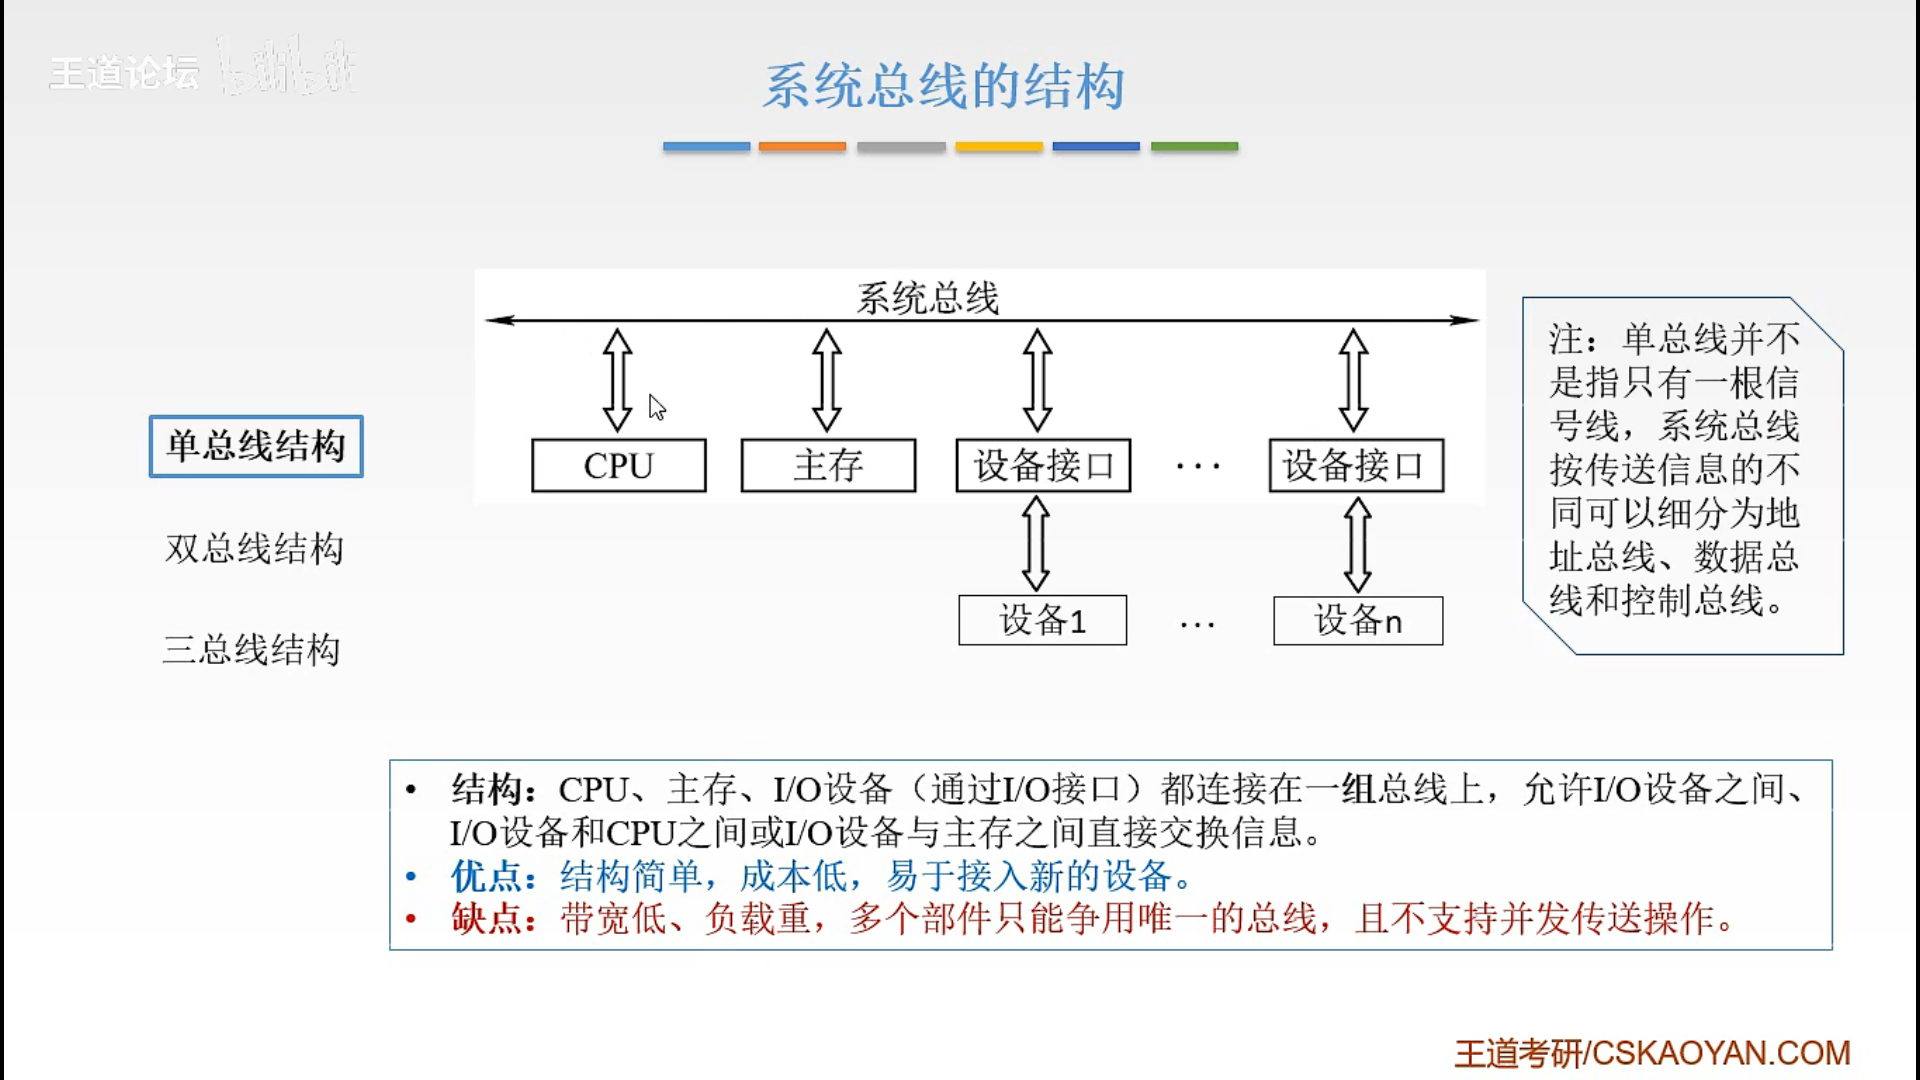 王道论坛 bilibili
系统总线的结构
系统总线
CPU
主存
设备接口
···
设备接口
设备1
···
设备n
单总线结构
双总线结构
三总线结构
注：单总线并不
是指只有一根信
号线，系统总线
按传送信息的不
同可以细分为地
址总线、数据总
线和控制总线。
• 结构：CPU、主存、I/O设备（通过I/O接口）都连接在一组总线上，允许I/O设备之间、
I/O设备和CPU之间或I/O设备与主存之间直接交换信息。
• 优点：结构简单，成本低，易于接入新的设备。
• 缺点：带宽低、负载重，多个部件只能争用唯一的总线，且不支持并发传送操作。
王道考研/CSKAOYAN.COM